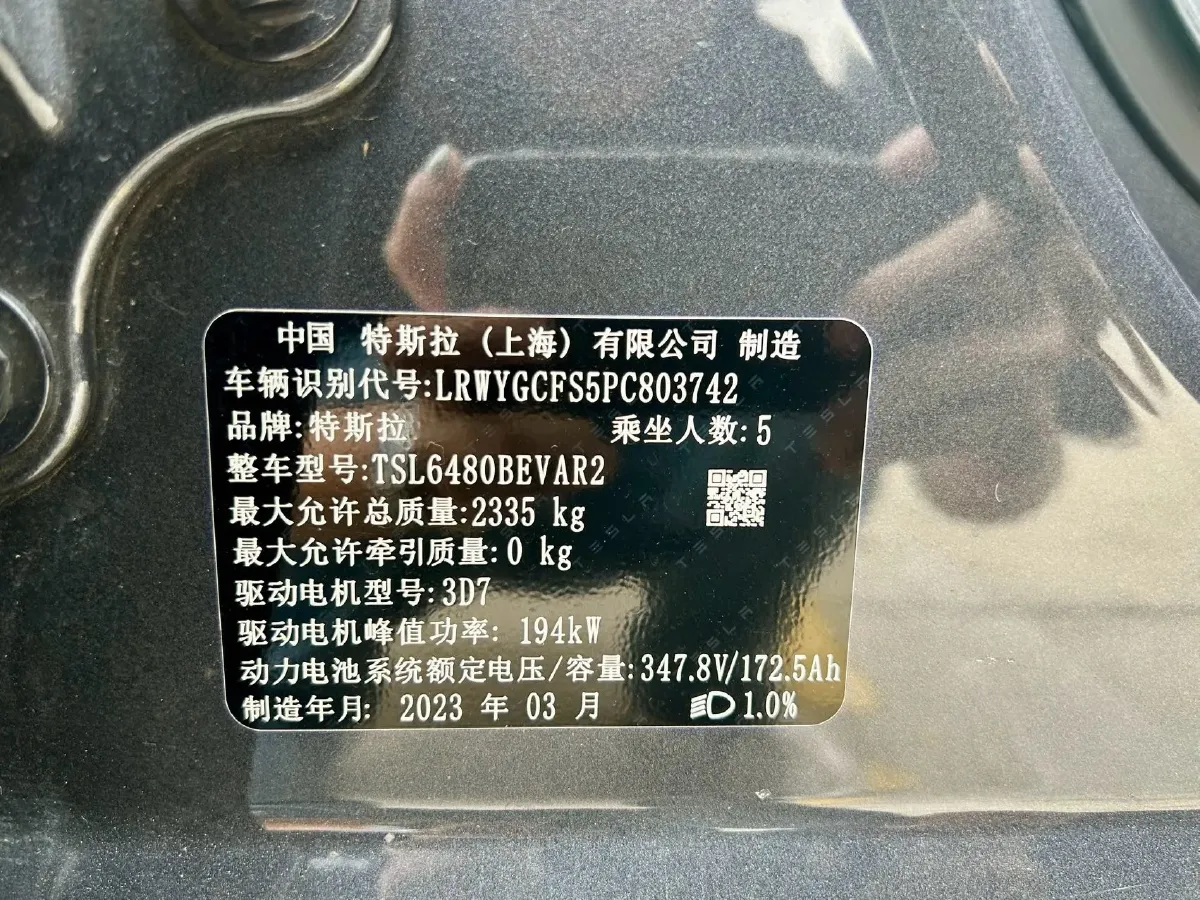 中国 特斯拉（上海）有限公司 制造
车辆识别代号:LRWYGCFS5PC803742
品牌:特斯拉 乘坐人数:5
整车型号:TSL6480BEVAR2
最大允许总质量:2335 kg
最大允许牵引质量:0 kg
驱动电机型号:3D7
驱动电机峰值功率: 194kW
动力电池系统额定电压/容量:347.8V/172.5Ah
制造年月: 2023 年 03 月 1.0%